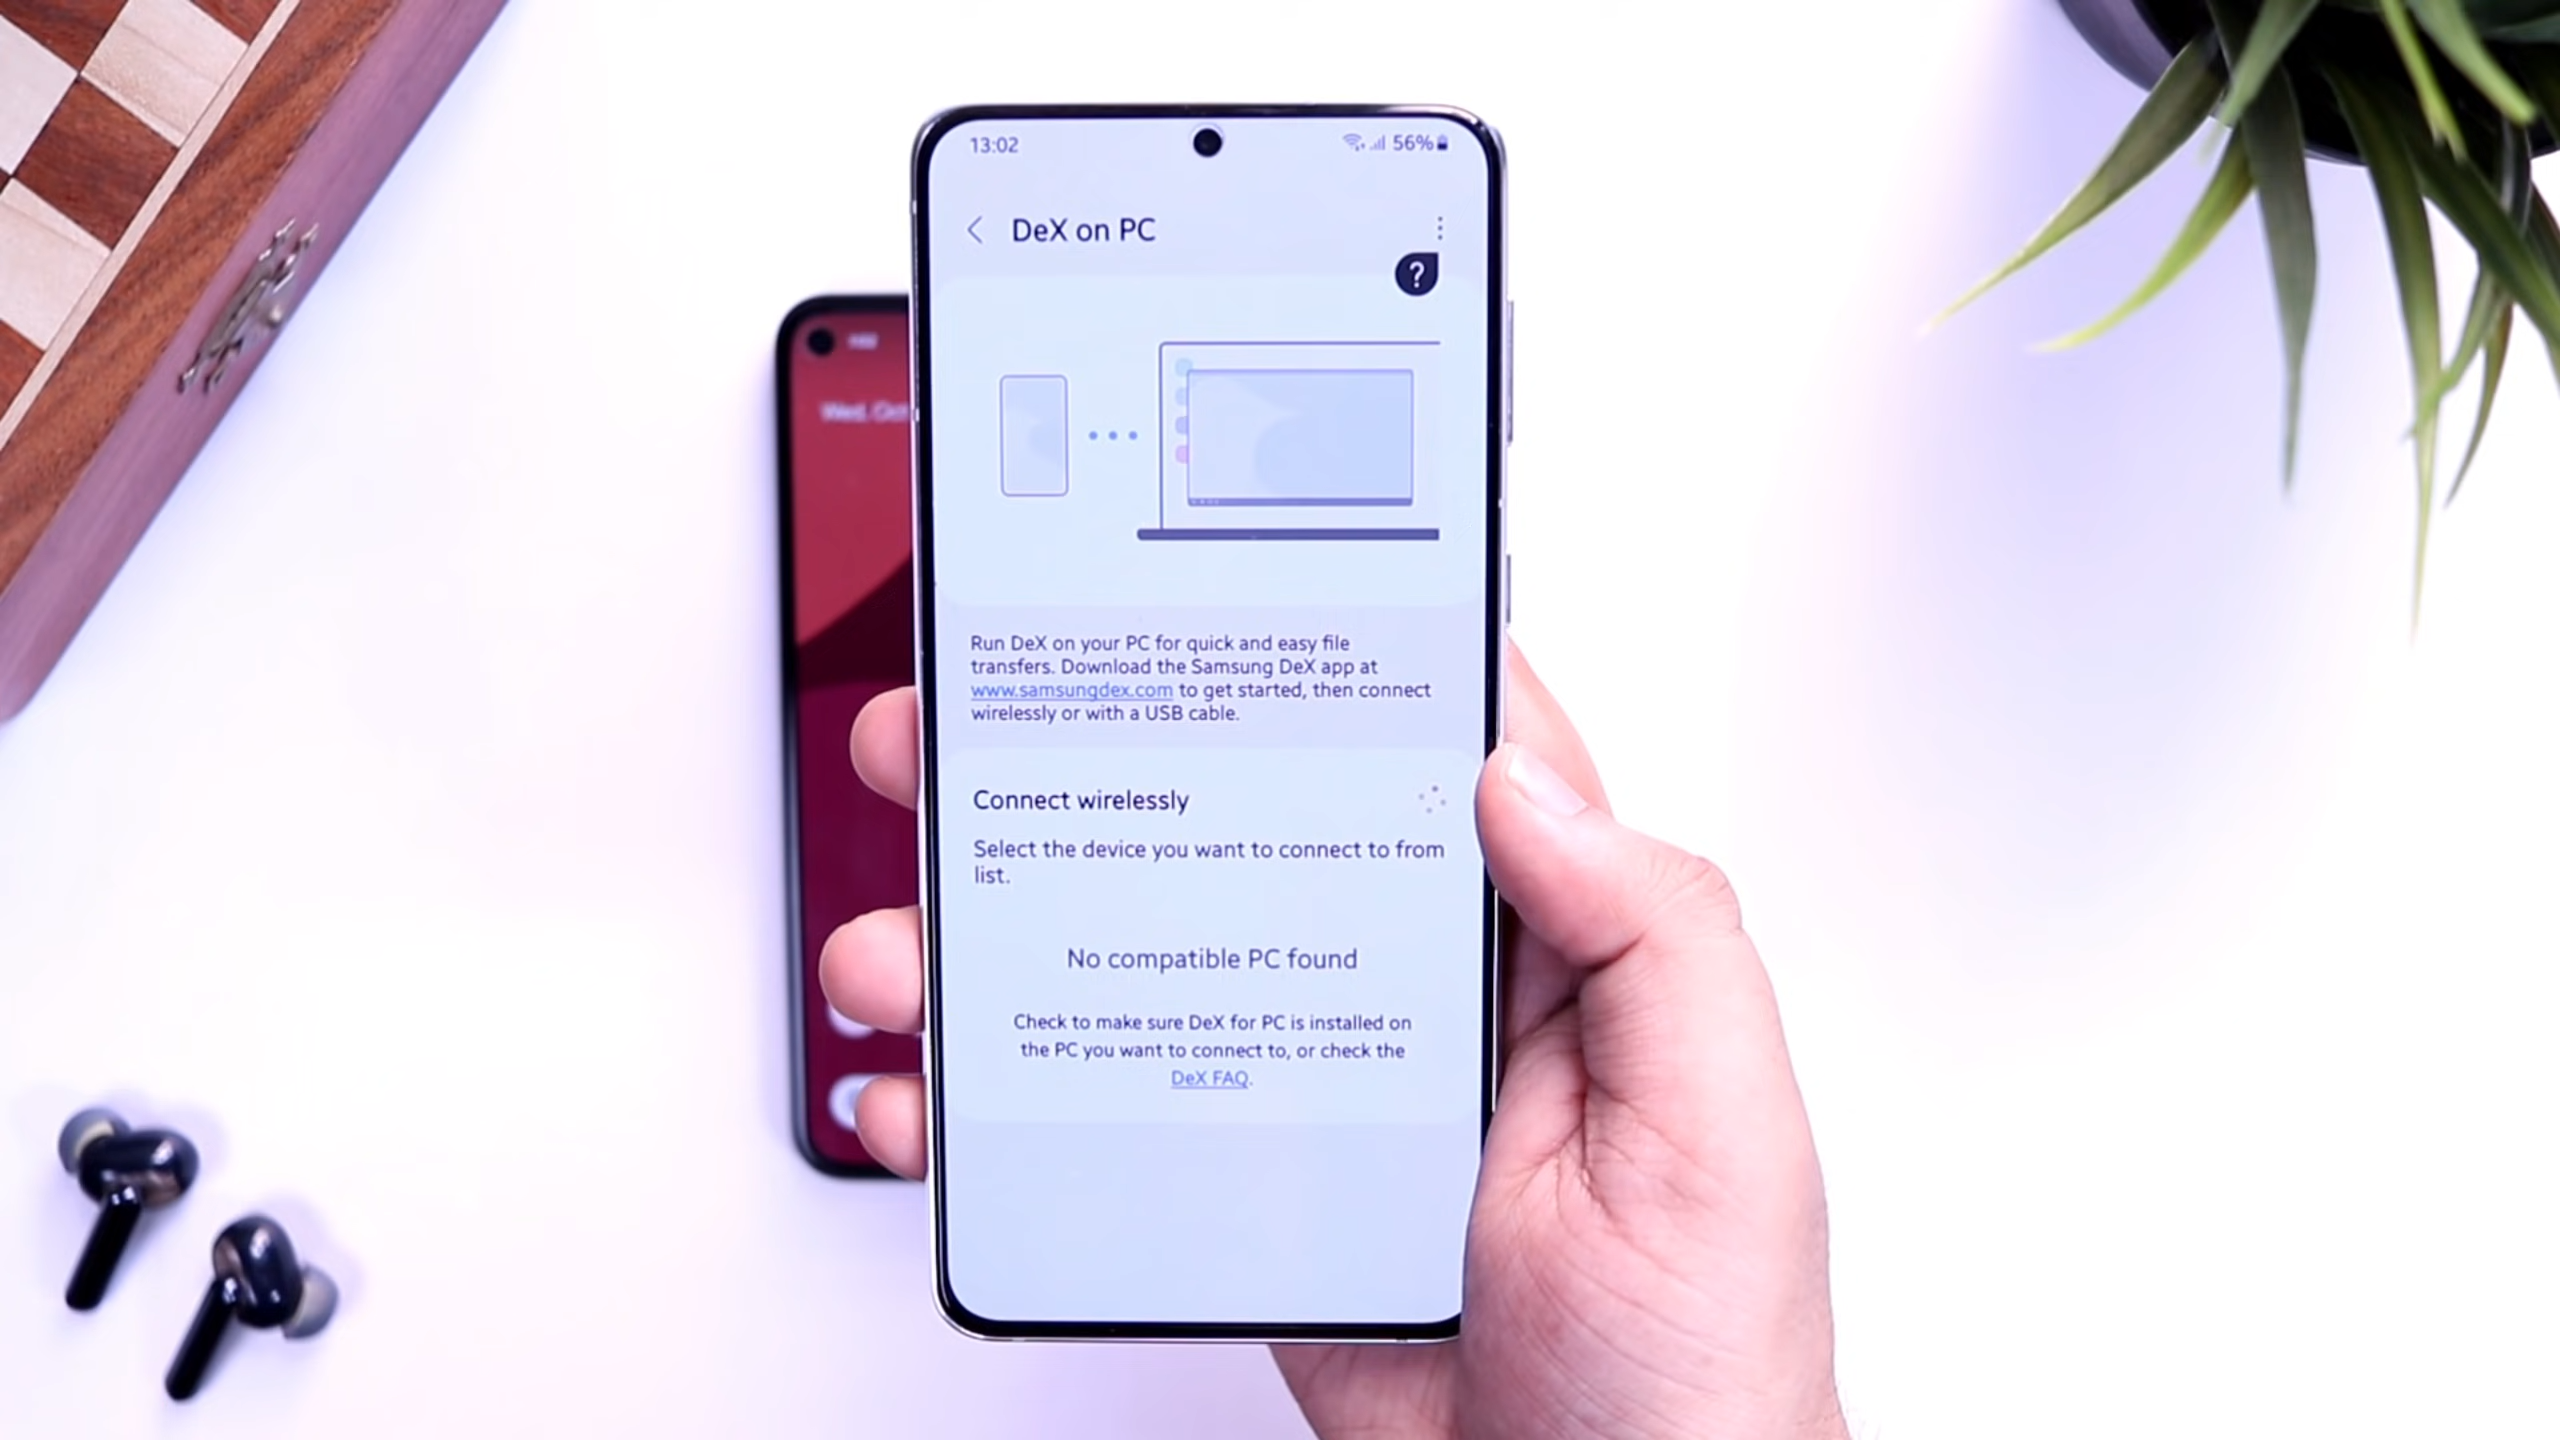 13:02
56%
DeX on PC
?
Wed, Oct
Run DeX on your PC for quick and easy file
transfers. Download the Samsung DeX app at
www.samsungdex.com to get started, then connect
wirelessly or with a USB cable.
Connect wirelessly
Select the device you want to connect to from
list.
No compatible PC found
Check to make sure DeX for PC is installed on
the PC you want to connect to, or check the
DeX FAQ.